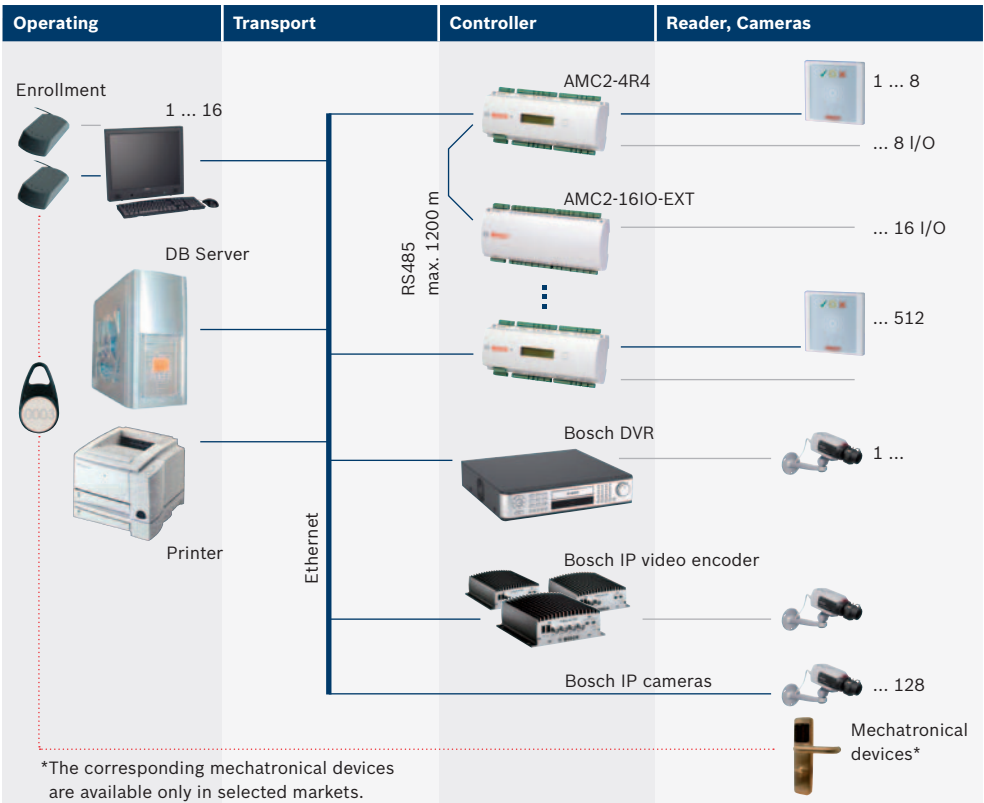 Operating
Transport
Controller
Reader, Cameras
Enrollment
1 ... 16
AMC2-4R4
1 ... 8
... 8 I/O
AMC2-16IO-EXT
... 16 I/O
RS485
max. 1200 m
DB Server
... 512
Bosch DVR
1 ...
Printer
Ethernet
Bosch IP video encoder
Bosch IP cameras
... 128
Mechatronical
devices*
*The corresponding mechatronical devices
are available only in selected markets.